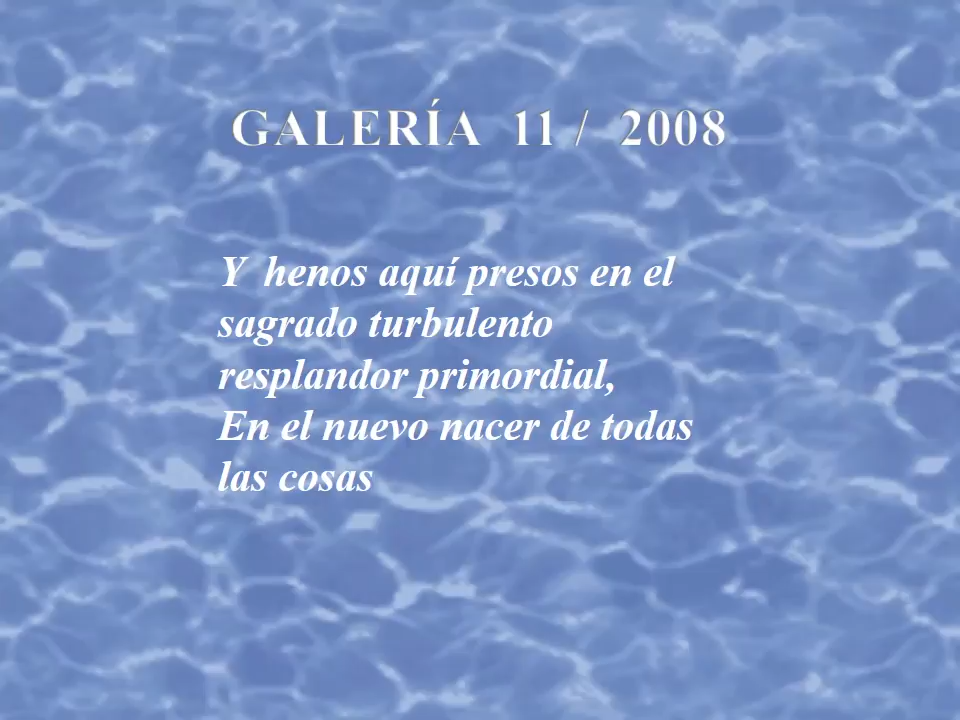 GALERÍA 11 / 2008
Y henos aquí presos en el
sagrado turbulento
resplandor primordial,
En el nuevo nacer de todas
las cosas